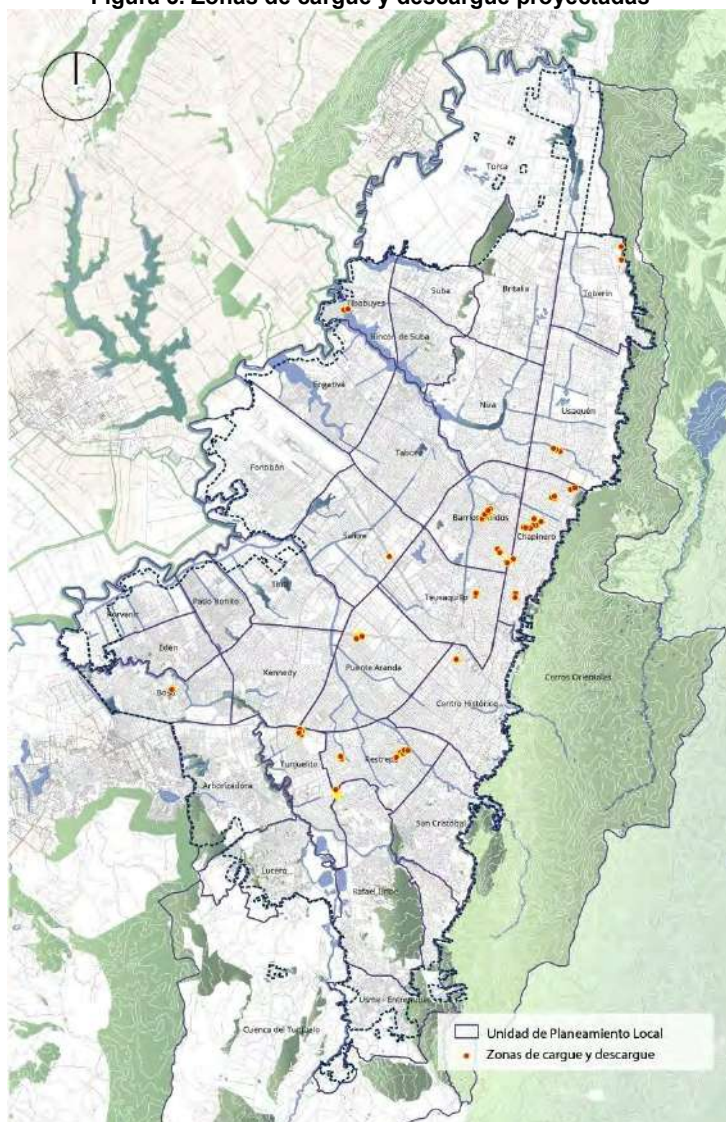 Figura 3. Zonas de cargue y descargue proyectadas
Torca
Suba
Britalia
Toberín
Tibabuyes
Rincón de Suba
Engativá
Niza
Usaquén
Tabora
Fontibón
Barrios Unidos
Chapinero
Salitre
Tintal
Teusaquillo
Patio Bonito
Porvenir
Edén
Kennedy
Puente Aranda
Cerros Orientales
Bosa
Centro Histórico
Tunjuelito
Restrepo
Arborizadora
San Cristóbal
Lucero
Rafael Uribe
Usme - Entrenubes
Cuenca del Tunjuelo
Unidad de Planeamiento Local
Zonas de cargue y descargue